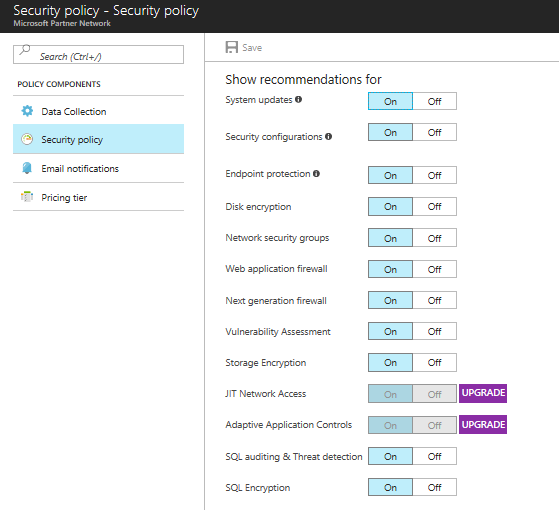 Security policy - Security policy
Microsoft Partner Network
Search (Ctrl+/)
POLICY COMPONENTS
Data Collection
Security policy
Email notifications
Pricing tier
Save
Show recommendations for
System updates On Off
Security configurations On Off
Endpoint protection On Off
Disk encryption On Off
Network security groups On Off
Web application firewall On Off
Next generation firewall On Off
Vulnerability Assessment On Off
Storage Encryption On Off
JIT Network Access On Off UPGRADE
Adaptive Application Controls On Off UPGRADE
SQL auditing & Threat detection On Off
SQL Encryption On Off